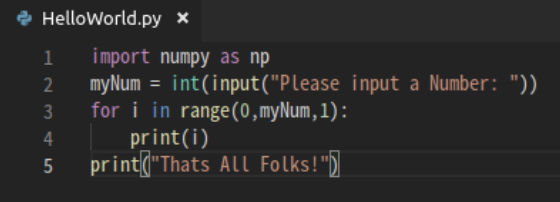 HelloWorld.py ×
1 import numpy as np
2 myNum = int(input("Please input a Number: "))
3 for i in range(0,myNum,1):
4     print(i)
5 print("Thats All Folks!")